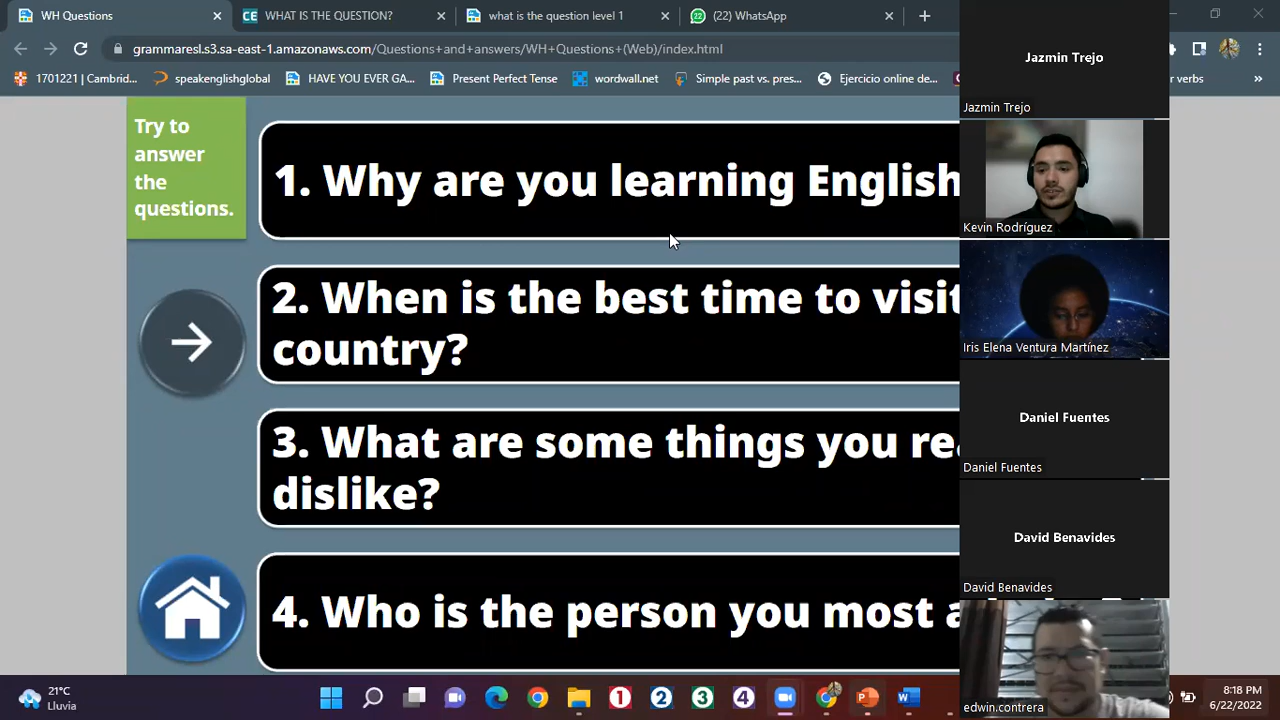 WH Questions
WHAT IS THE QUESTION?
what is the question level 1
(22) WhatsApp
grammaresl.s3.sa-east-1.amazonaws.com/Questions+and+answers/WH+Questions+(Web)/index.html
1701221 | Cambrid...
speakenglishglobal
HAVE YOU EVER GA...
Present Perfect Tense
wordwall.net
Simple past vs. pres...
Ejercicio online de...
r verbs
Try to
answer
the
questions.
1. Why are you learning English
2. When is the best time to visit
country?
3. What are some things you rea
dislike?
4. Who is the person you most a
Jazmin Trejo
Jazmin Trejo
Kevin Rodríguez
Iris Elena Ventura Martínez
Daniel Fuentes
Daniel Fuentes
David Benavides
David Benavides
edwin.contrera
21°C
Lluvia
1
2
3
4
8:18 PM
6/22/2022